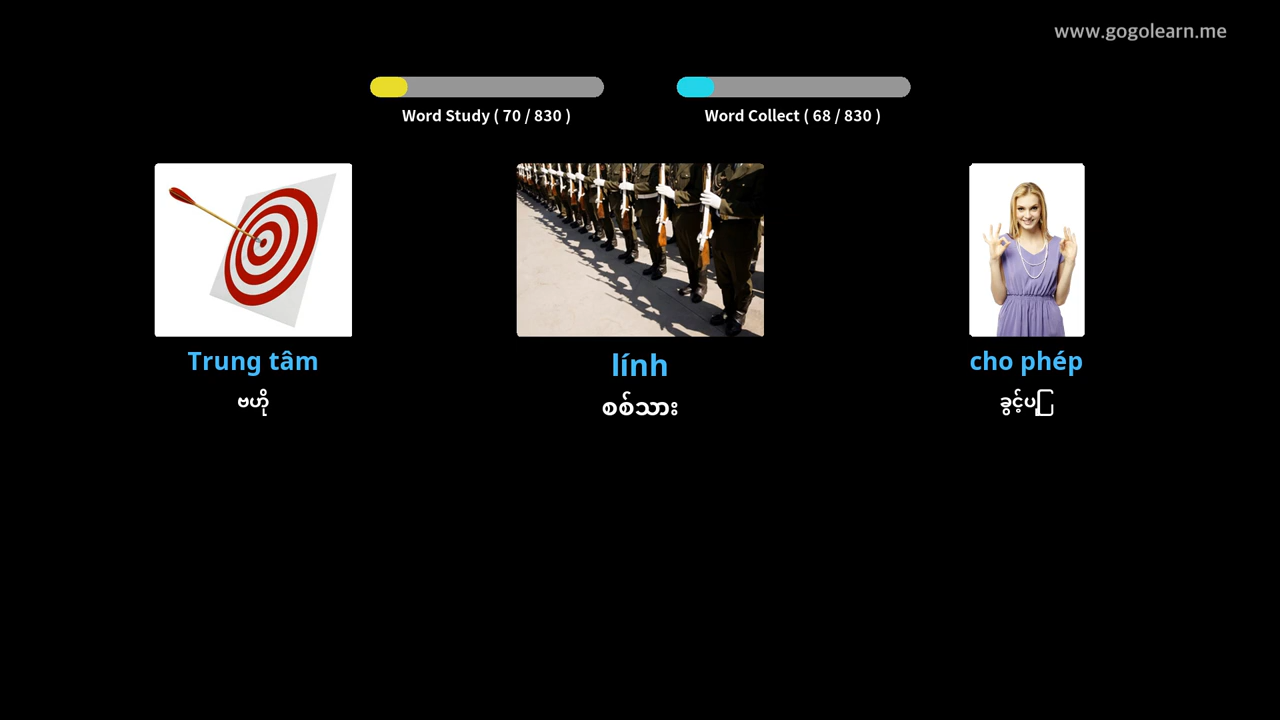 www.gogolearn.me
Word Study ( 70 / 830 )
Word Collect ( 68 / 830 )
Trung tâm
lính
cho phép
ဗဟို
စစ်သား
ခွင့်ပြု